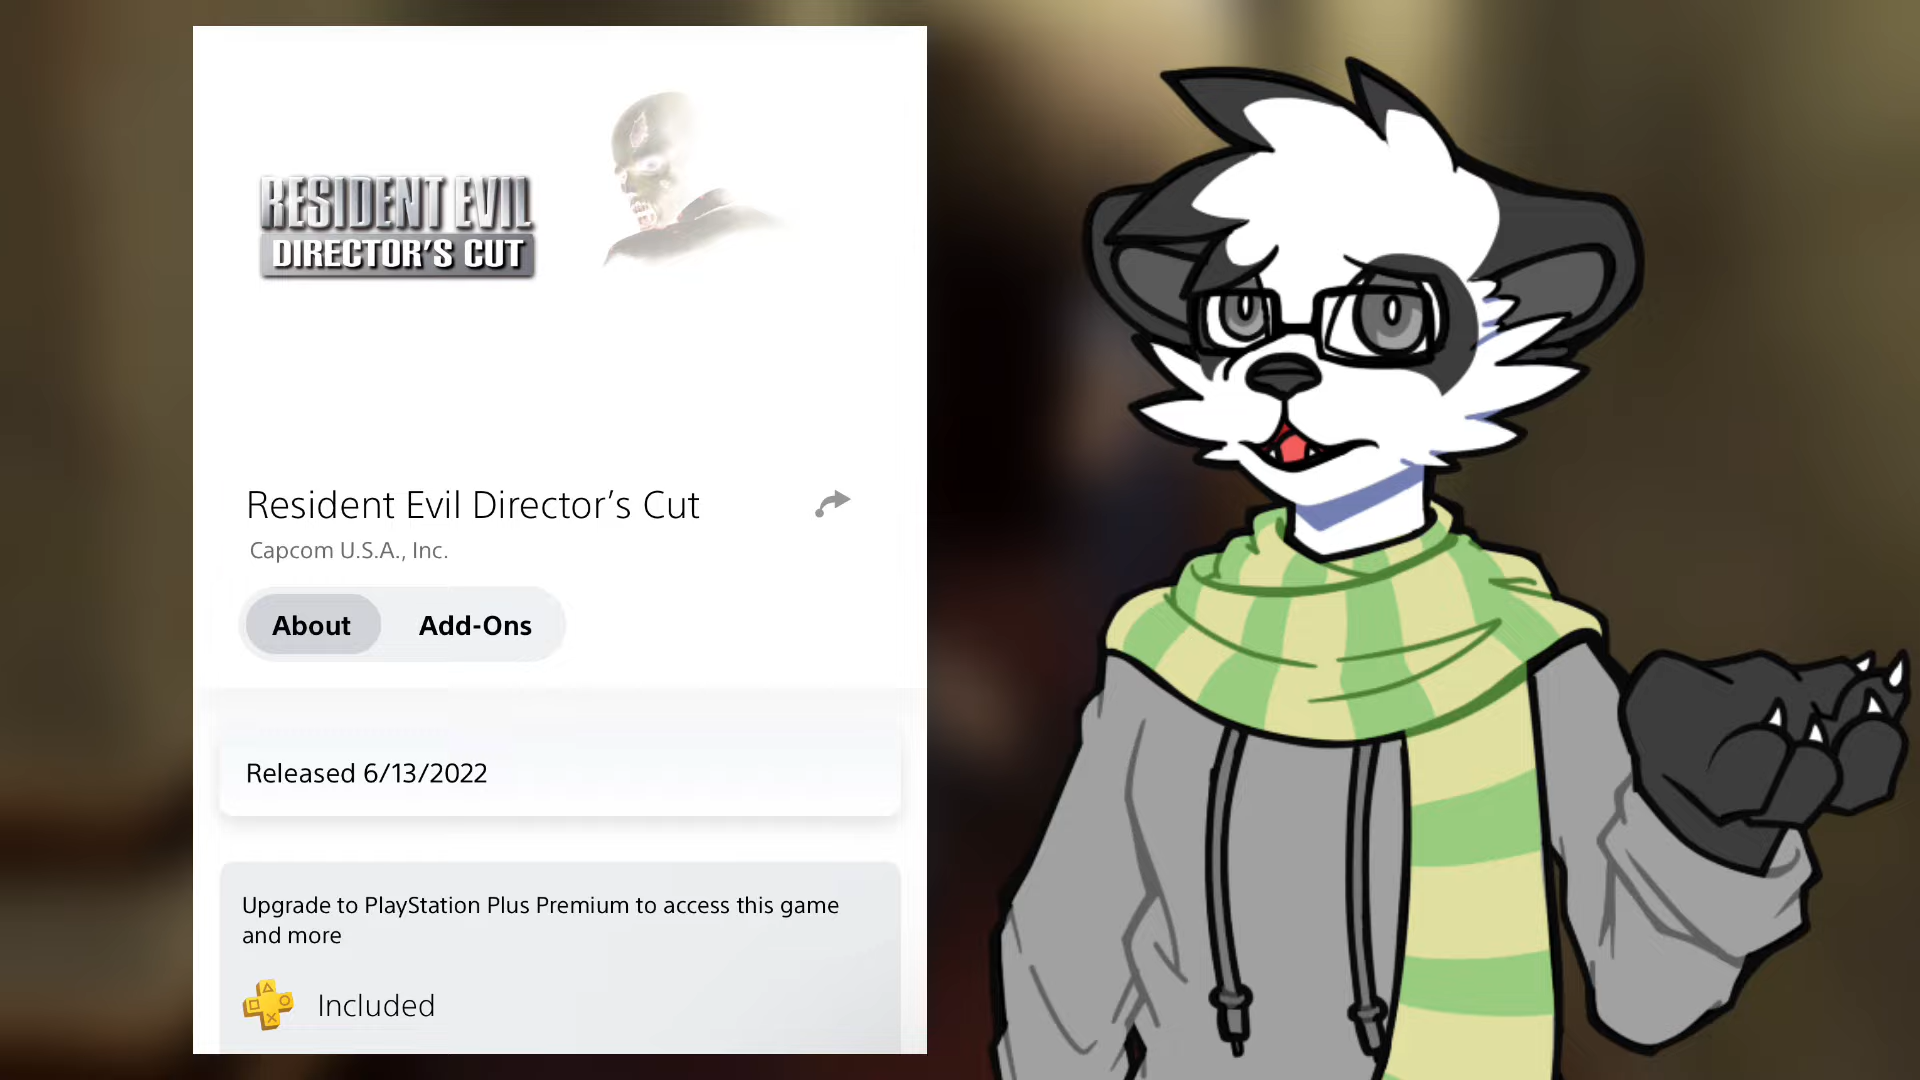 RESIDENT EVIL
DIRECTOR'S CUT
Resident Evil Director’s Cut
Capcom U.S.A., Inc.
About
Add-Ons
Released 6/13/2022
Upgrade to PlayStation Plus Premium to access this game
and more
Included